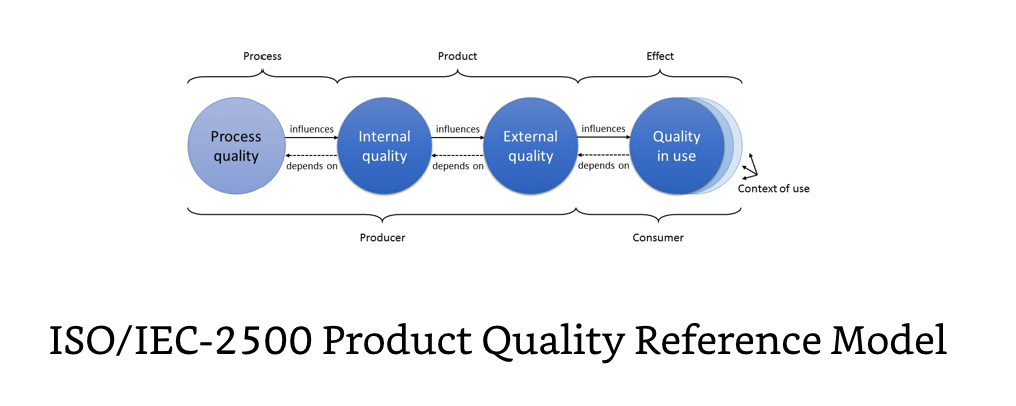 Process Product Effect
Process quality
influences
depends on
Internal quality
influences
depends on
External quality
influences
depends on
Quality in use
Context of use
Producer Consumer
ISO/IEC-2500 Product Quality Reference Model